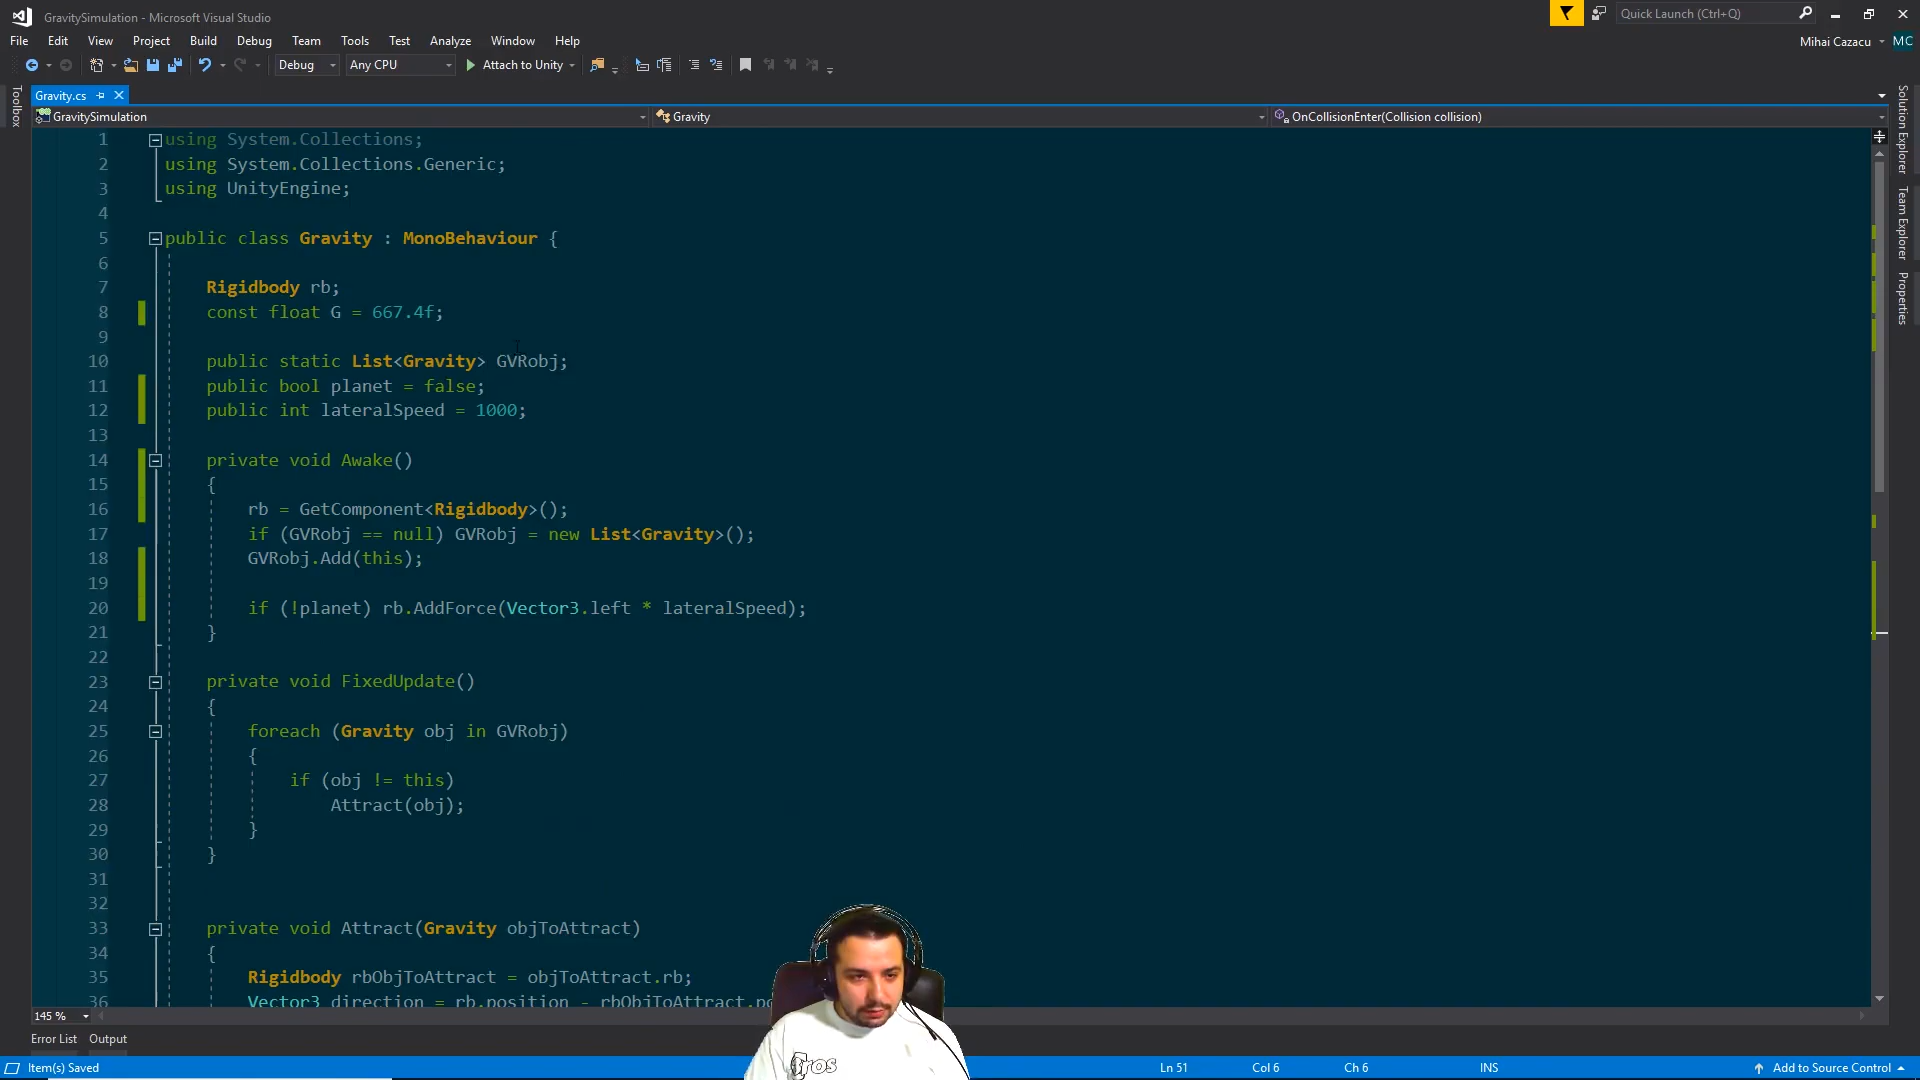 GravitySimulation - Microsoft Visual Studio
Quick Launch (Ctrl+Q)
File Edit View Project Build Debug Team Tools Test Analyze Window Help
Mihai Cazacu
MC
Debug
Any CPU
Attach to Unity
Toolbox
Gravity.cs
GravitySimulation
Gravity
OnCollisionEnter(Collision collision)
1 using System.Collections;
2 using System.Collections.Generic;
3 using UnityEngine;
4
5 public class Gravity : MonoBehaviour {
6
7 Rigidbody rb;
8 const float G = 667.4f;
9
10 public static List<Gravity> GVRobj;
11 public bool planet = false;
12 public int lateralSpeed = 1000;
13
14 private void Awake()
15 {
16 rb = GetComponent<Rigidbody>();
17 if (GVRobj == null) GVRobj = new List<Gravity>();
18 GVRobj.Add(this);
19
20 if (!planet) rb.AddForce(Vector3.left * lateralSpeed);
21 }
22
23 private void FixedUpdate()
24 {
25 foreach (Gravity obj in GVRobj)
26 {
27 if (obj != this)
28 Attract(obj);
29 }
30 }
31
32
33 private void Attract(Gravity objToAttract)
34 {
35 Rigidbody rbObjToAttract = objToAttract.rb;
36 Vector3 direction = rb.position - rbObjToAttract.po
Solution Explorer
Team Explorer
Properties
145 %
Error List
Output
Item(s) Saved
Ln 51
Col 6
Ch 6
INS
Add to Source Control